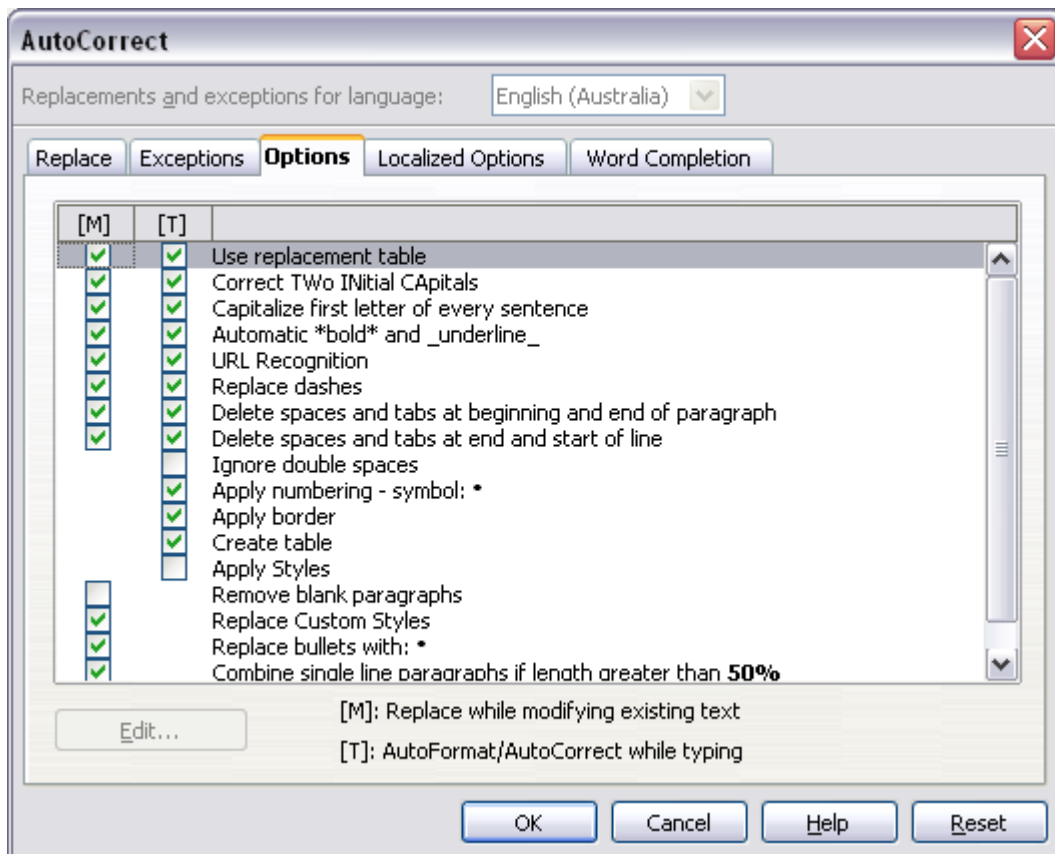 AutoCorrect
Replacements and exceptions for language: English (Australia)
Replace Exceptions Options Localized Options Word Completion
[M] [T]
Use replacement table
Correct TWo INitial CApitals
Capitalize first letter of every sentence
Automatic *bold* and _underline_
URL Recognition
Replace dashes
Delete spaces and tabs at beginning and end of paragraph
Delete spaces and tabs at end and start of line
Ignore double spaces
Apply numbering - symbol: •
Apply border
Create table
Apply Styles
Remove blank paragraphs
Replace Custom Styles
Replace bullets with: •
Combine single line paragraphs if length greater than 50%
Edit...
[M]: Replace while modifying existing text
[T]: AutoFormat/AutoCorrect while typing
OK Cancel Help Reset